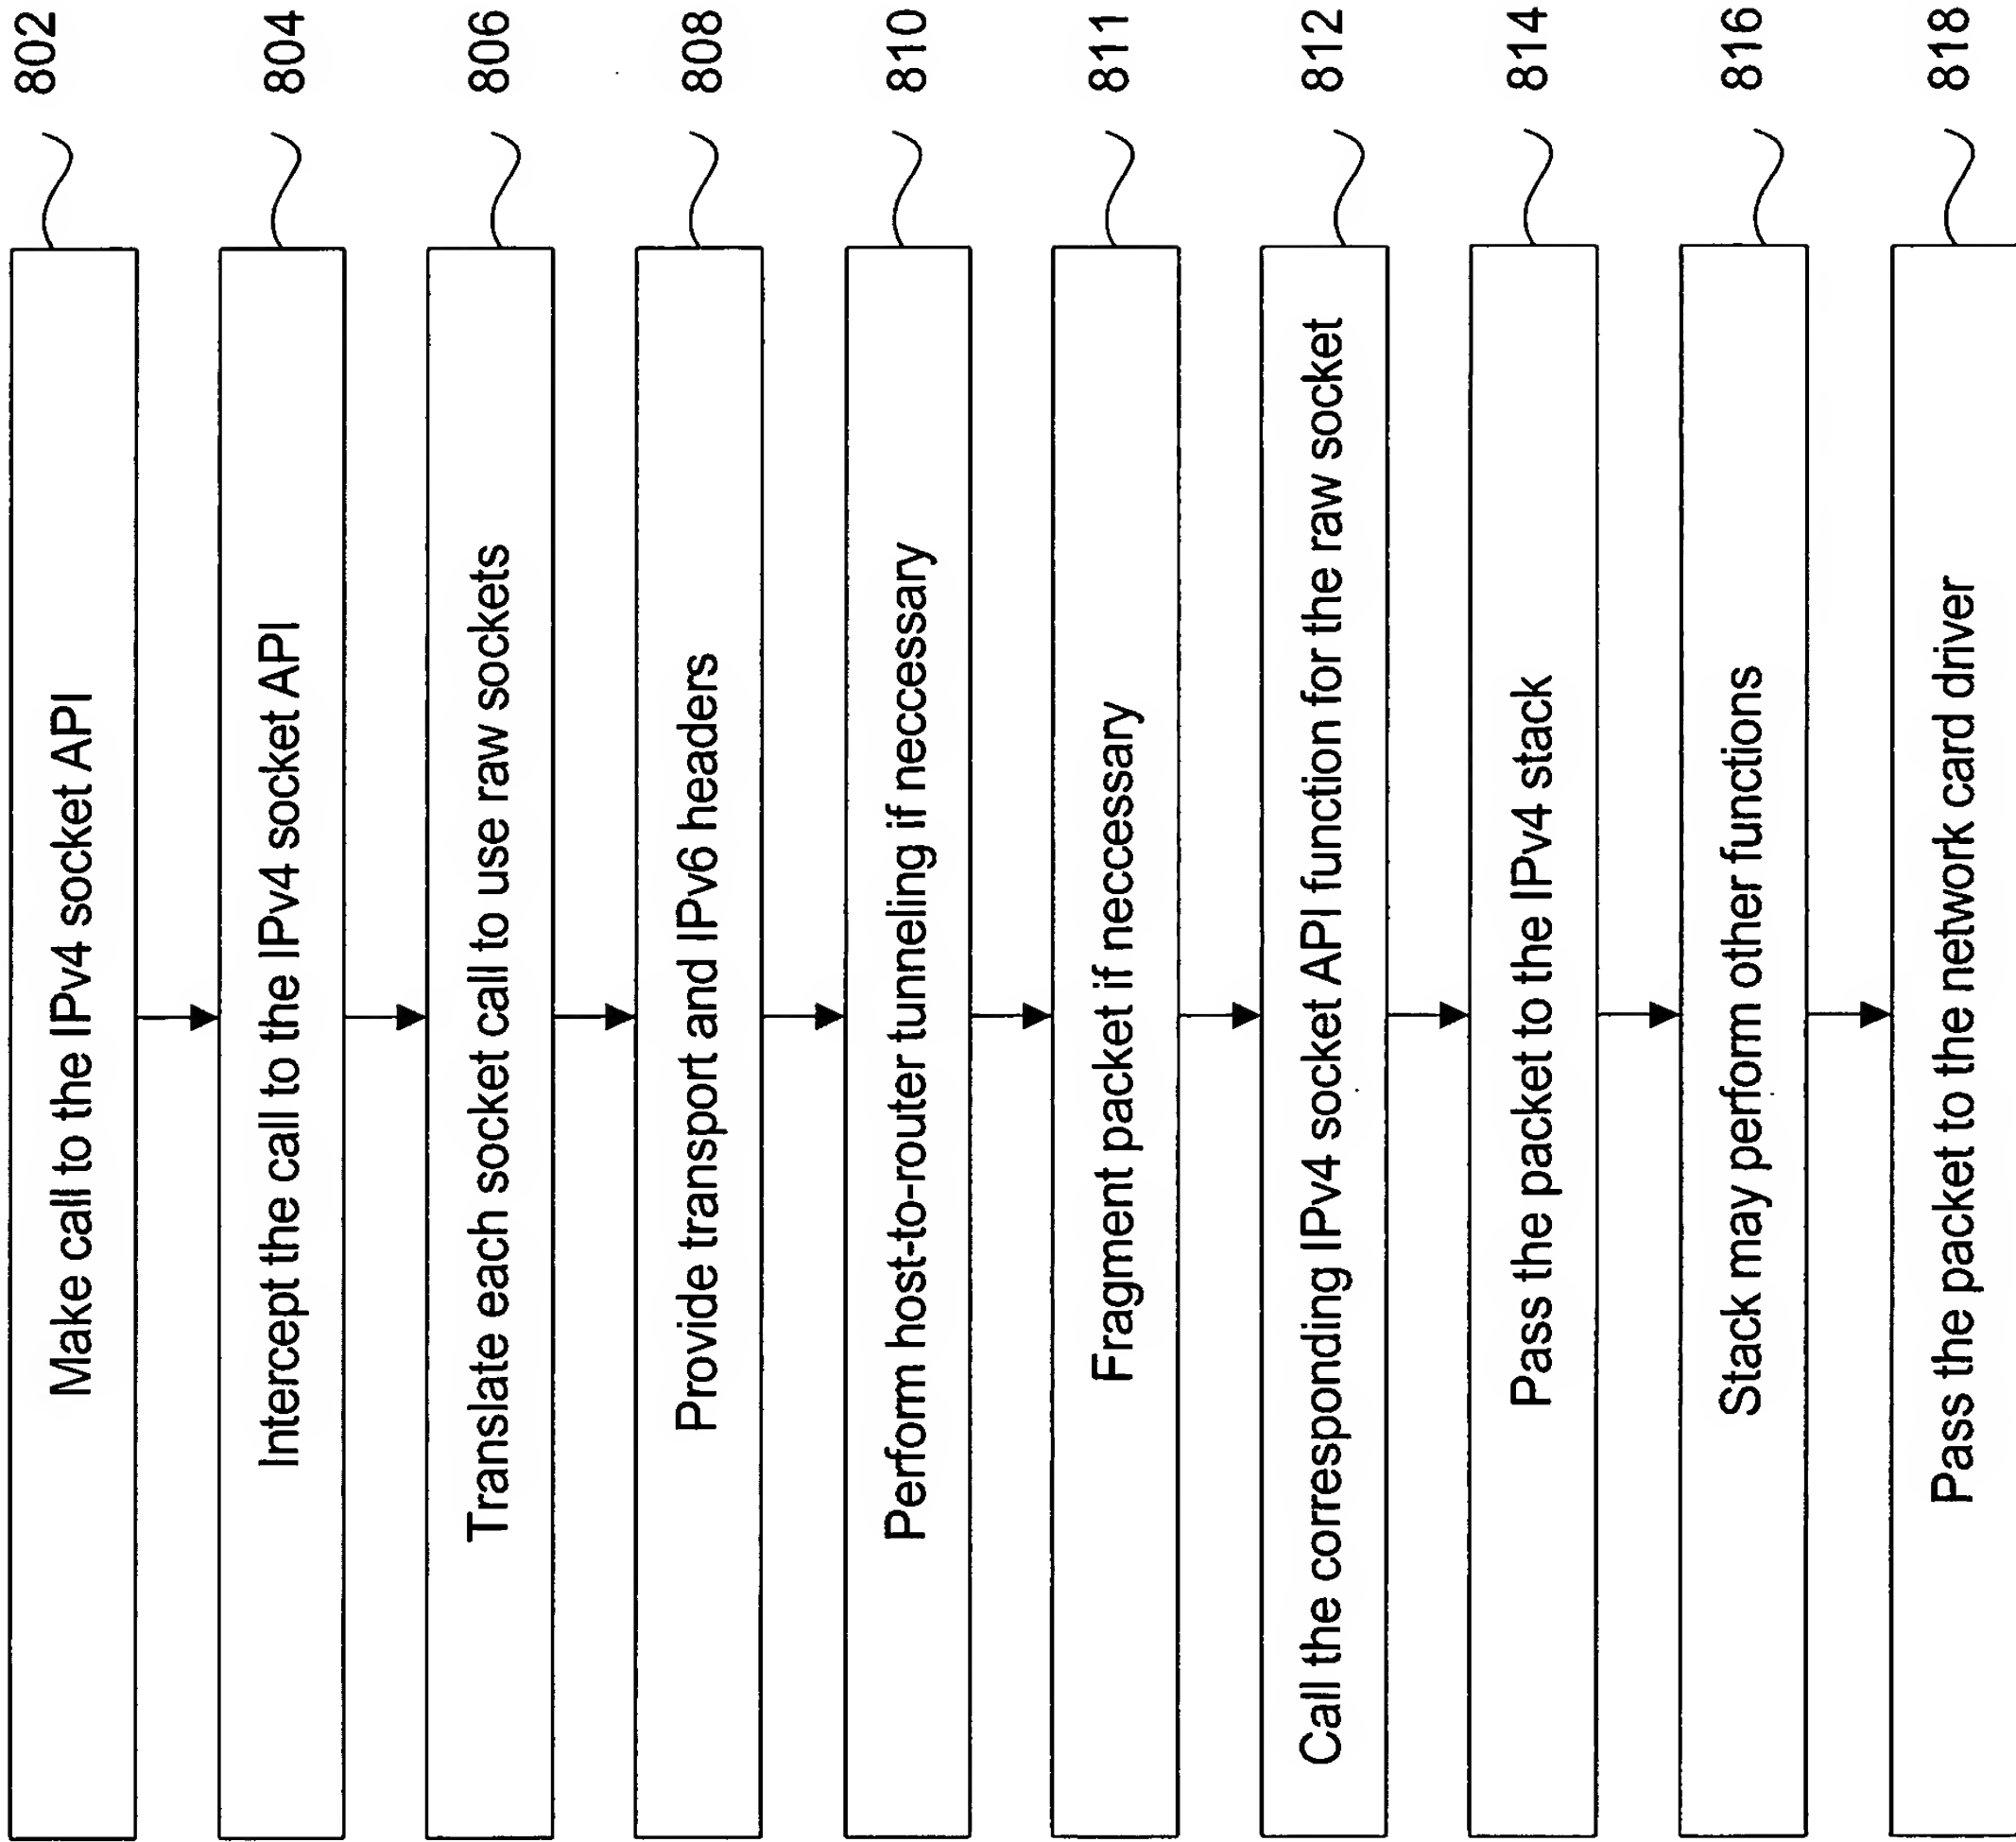 802
Make call to the IPv4 socket API
804
Intercept the call to the IPv4 socket API
806
Translate each socket call to use raw sockets
808
Provide transport and IPv6 headers
810
Perform host-to-router tunneling if neccessary
811
Fragment packet if neccessary
812
Call the corresponding IPv4 socket API function for the raw socket
814
Pass the packet to the IPv4 stack
816
Stack may perform other functions
818
Pass the packet to the network card driver